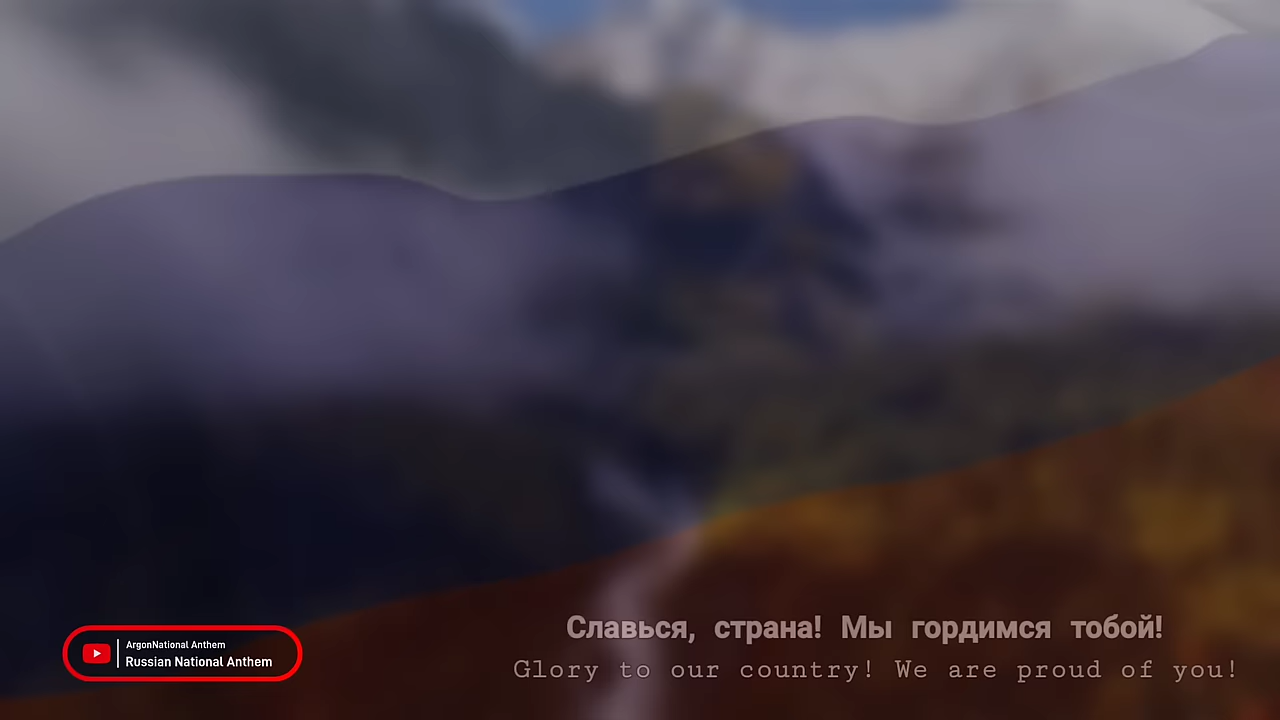 ArgonNational Anthem
Russian National Anthem
Славься, страна! Мы гордимся тобой!
Glory to our country! We are proud of you!